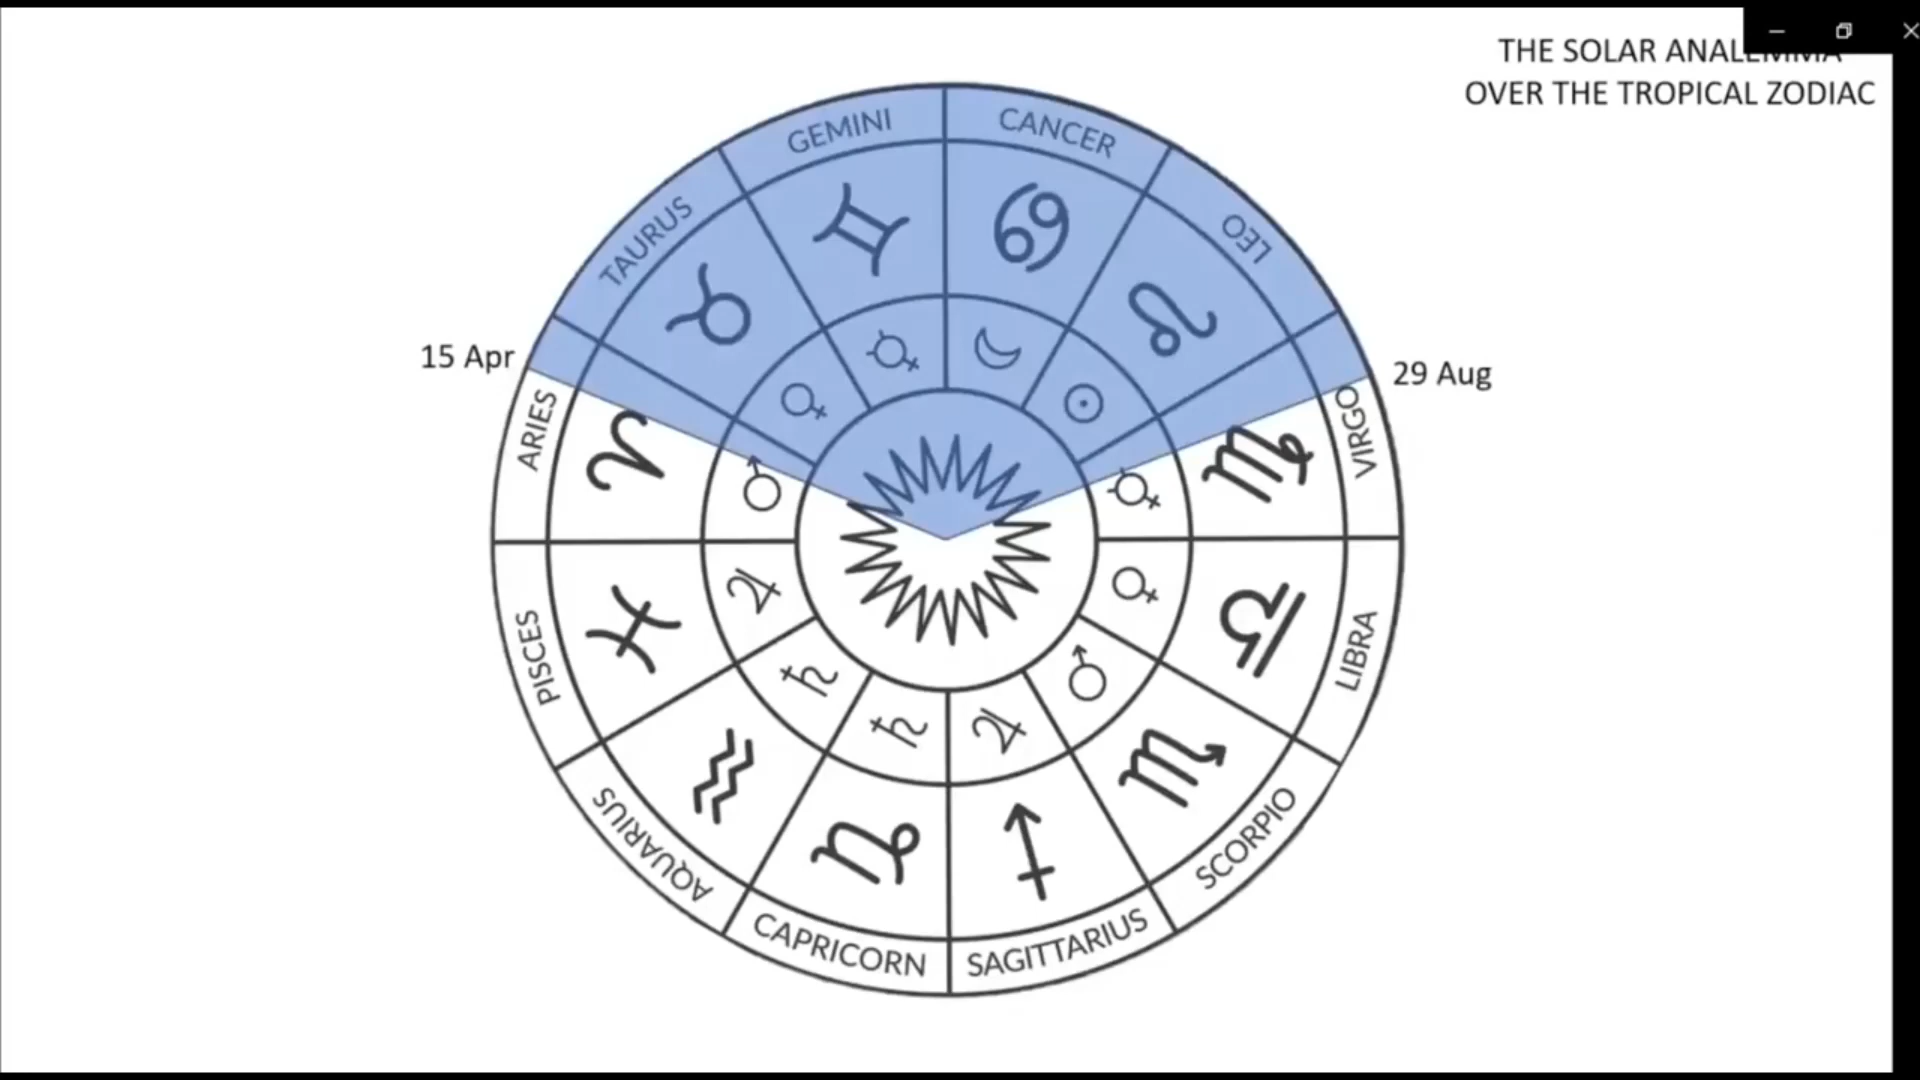 THE SOLAR ANALEMMA
OVER THE TROPICAL ZODIAC
GEMINI
CANCER
TAURUS
LEO
15 Apr
29 Aug
ARIES
VIRGO
PISCES
LIBRA
AQUARIUS
SCORPIO
CAPRICORN
SAGITTARIUS